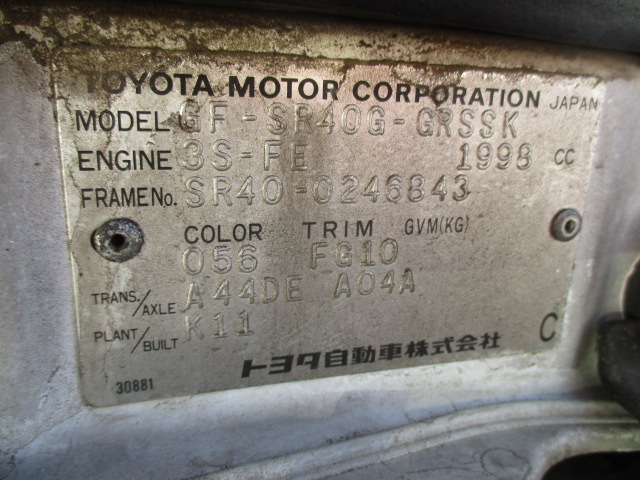 TOYOTA MOTOR CORPORATION JAPAN
MODEL GF-SR40G-GRSSK
ENGINE 3S-FE 1998 CC
FRAME No. SR40-0246843
COLOR TRIM GVM(KG)
056 FG10
TRANS./AXLE A44DE A04A
PLANT/BUILT K11
C
トヨタ自動車株式会社
30881